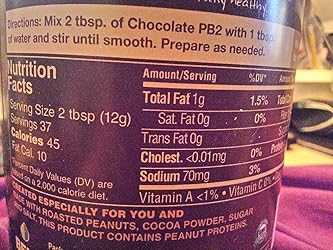 healthy
Directions: Mix 2 tbsp. of Chocolate PB2 with 1 tbsp
of water and stir until smooth. Prepare as needed.
Nutrition
Facts
Serving Size 2 tbsp (12g)
Servings 37
Calories 45
Fat Cal. 10
Percent Daily Values (DV) are
based on a 2,000 calorie diet.
Amount/Serving %DV* Amount
Total Fat 1g 1.5%
Sat. Fat 0g 0%
Trans Fat 0g
Cholest. <0.01mg 0%
Sodium 70mg 3%
Vitamin A <1% • Vitamin C 0% •
CREATED ESPECIALLY FOR YOU AND
MADE WITH ROASTED PEANUTS, COCOA POWDER, SUGAR
AND SALT. THIS PRODUCT CONTAINS PEANUT PROTEINS.